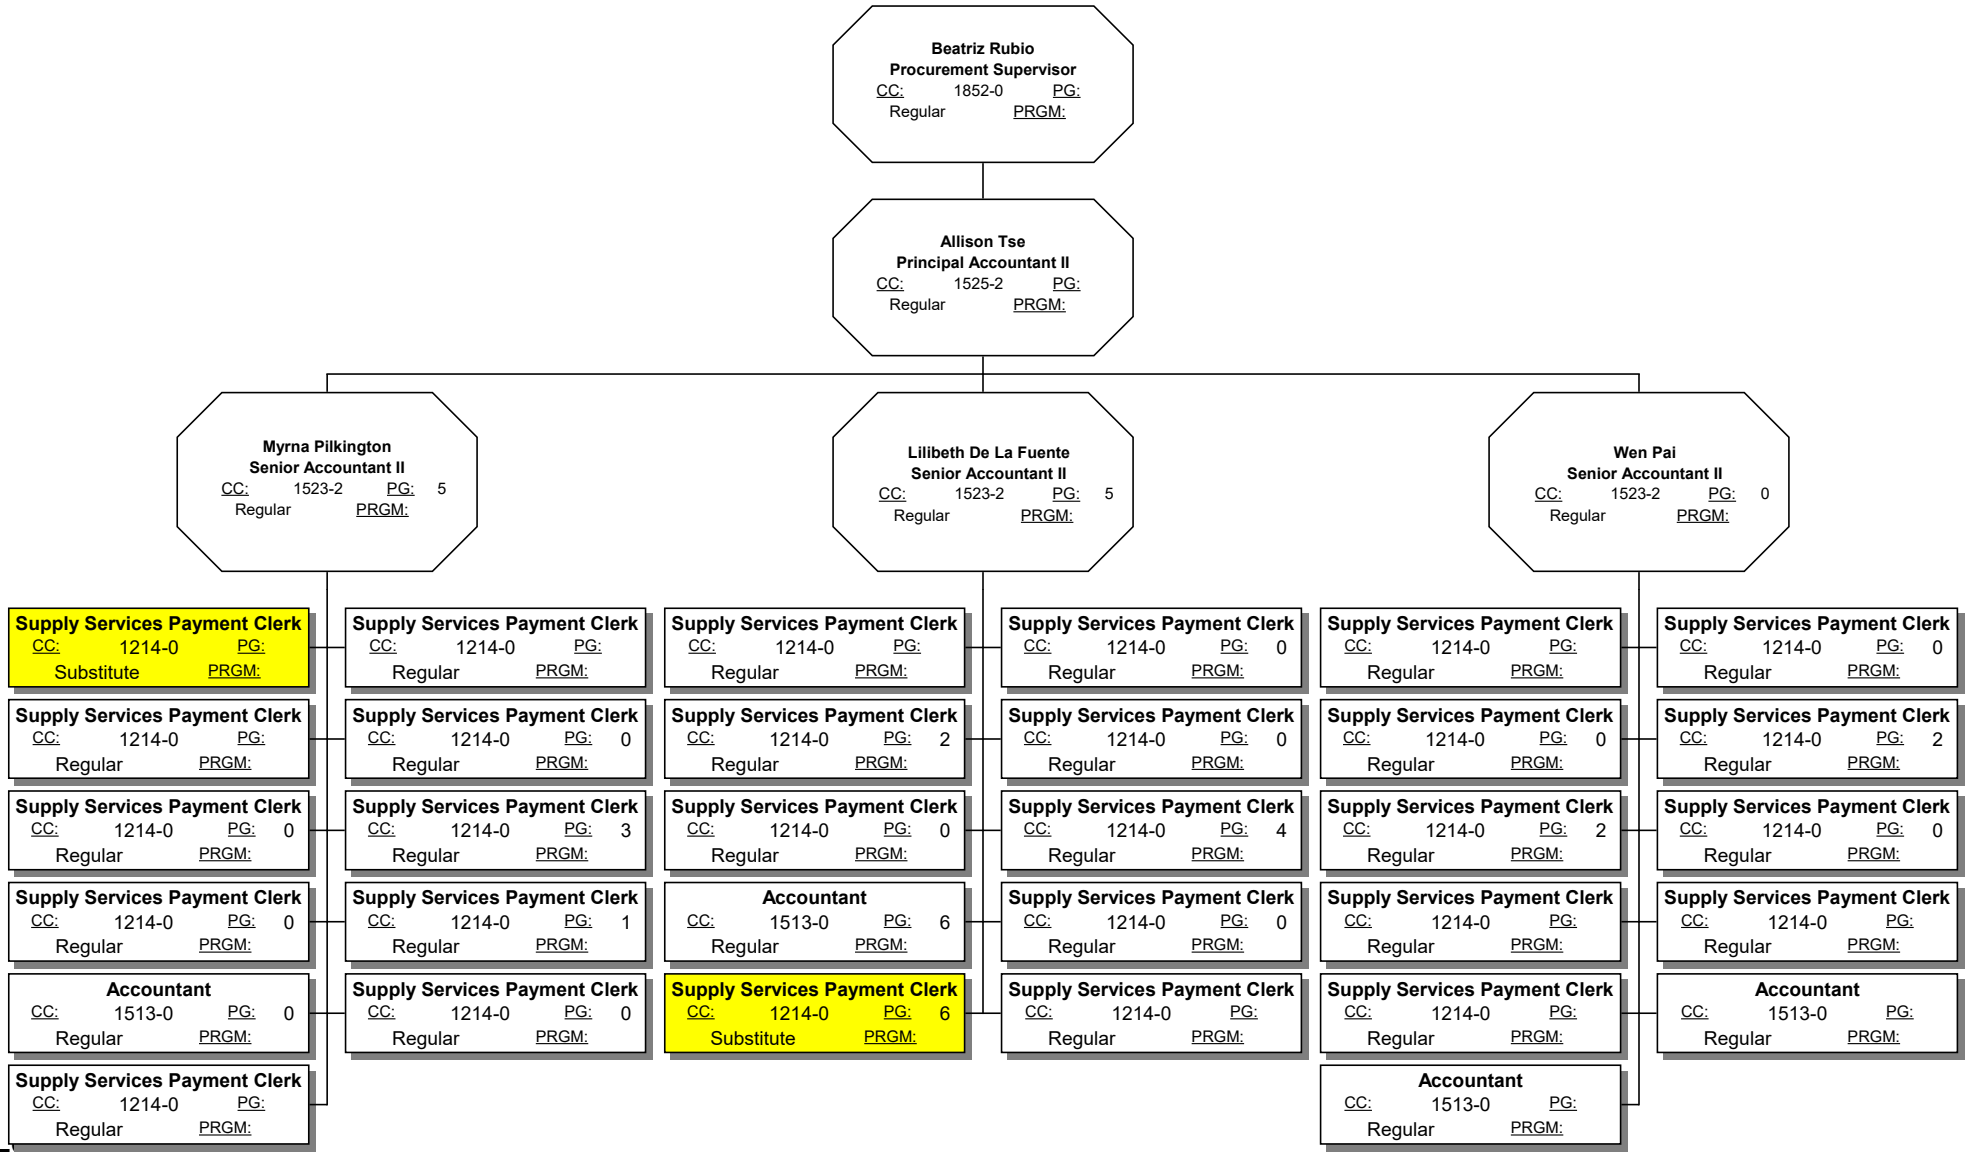 Beatriz Rubio
Procurement Supervisor
CC: 1852-0 PG:
Regular PRGM:
Allison Tse
Principal Accountant II
CC: 1525-2 PG:
Regular PRGM:
Myrna Pilkington
Senior Accountant II
CC: 1523-2 PG: 5
Regular PRGM:
Lilibeth De La Fuente
Senior Accountant II
CC: 1523-2 PG: 5
Regular PRGM:
Wen Pai
Senior Accountant II
CC: 1523-2 PG: 0
Regular PRGM:
Supply Services Payment Clerk
CC: 1214-0 PG:
Substitute PRGM:
Supply Services Payment Clerk
CC: 1214-0 PG:
Regular PRGM:
Supply Services Payment Clerk
CC: 1214-0 PG:
Regular PRGM:
Supply Services Payment Clerk
CC: 1214-0 PG: 0
Regular PRGM:
Supply Services Payment Clerk
CC: 1214-0 PG:
Regular PRGM:
Supply Services Payment Clerk
CC: 1214-0 PG: 0
Regular PRGM:
Supply Services Payment Clerk
CC: 1214-0 PG:
Regular PRGM:
Supply Services Payment Clerk
CC: 1214-0 PG: 0
Regular PRGM:
Supply Services Payment Clerk
CC: 1214-0 PG: 2
Regular PRGM:
Supply Services Payment Clerk
CC: 1214-0 PG: 0
Regular PRGM:
Supply Services Payment Clerk
CC: 1214-0 PG: 0
Regular PRGM:
Supply Services Payment Clerk
CC: 1214-0 PG: 2
Regular PRGM:
Supply Services Payment Clerk
CC: 1214-0 PG: 0
Regular PRGM:
Supply Services Payment Clerk
CC: 1214-0 PG: 3
Regular PRGM:
Supply Services Payment Clerk
CC: 1214-0 PG: 0
Regular PRGM:
Supply Services Payment Clerk
CC: 1214-0 PG: 4
Regular PRGM:
Supply Services Payment Clerk
CC: 1214-0 PG: 2
Regular PRGM:
Supply Services Payment Clerk
CC: 1214-0 PG: 0
Regular PRGM:
Supply Services Payment Clerk
CC: 1214-0 PG: 0
Regular PRGM:
Supply Services Payment Clerk
CC: 1214-0 PG: 1
Regular PRGM:
Accountant
CC: 1513-0 PG: 6
Regular PRGM:
Supply Services Payment Clerk
CC: 1214-0 PG: 0
Regular PRGM:
Supply Services Payment Clerk
CC: 1214-0 PG:
Regular PRGM:
Supply Services Payment Clerk
CC: 1214-0 PG:
Regular PRGM:
Accountant
CC: 1513-0 PG: 0
Regular PRGM:
Supply Services Payment Clerk
CC: 1214-0 PG: 0
Regular PRGM:
Supply Services Payment Clerk
CC: 1214-0 PG: 6
Substitute PRGM:
Supply Services Payment Clerk
CC: 1214-0 PG:
Regular PRGM:
Supply Services Payment Clerk
CC: 1214-0 PG:
Regular PRGM:
Accountant
CC: 1513-0 PG:
Regular PRGM:
Supply Services Payment Clerk
CC: 1214-0 PG:
Regular PRGM:
Accountant
CC: 1513-0 PG:
Regular PRGM: